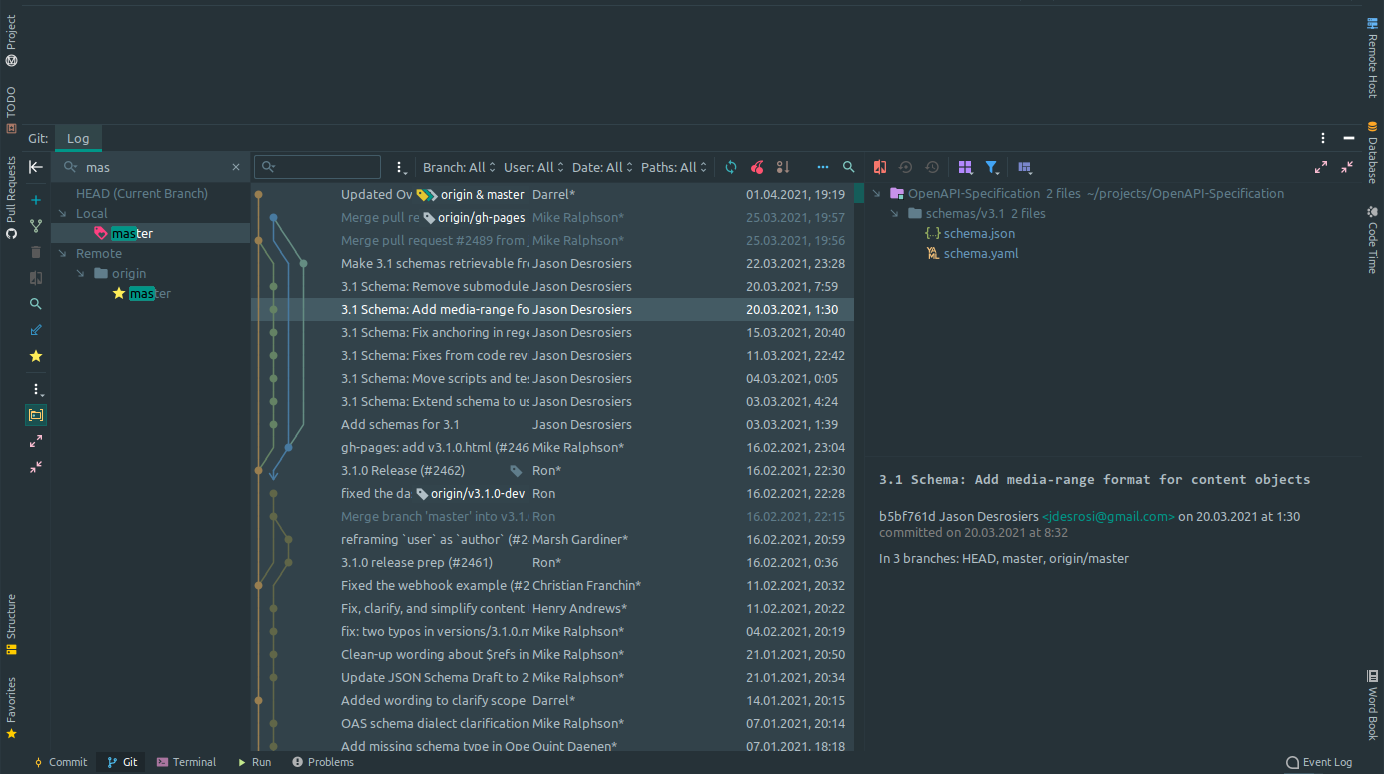 Project
TODO
Pull Requests
Structure
Favorites
Remote Host
Database
Code Time
Word Book
Git: Log
mas
HEAD (Current Branch)
Local
master
Remote
origin
master
Branch: All User: All Date: All Paths: All
Updated Ov origin & master Darrel* 01.04.2021, 19:19
Merge pull re origin/gh-pages Mike Ralphson* 25.03.2021, 19:57
Merge pull request #2489 from Mike Ralphson* 25.03.2021, 19:56
Make 3.1 schemas retrievable fr Jason Desrosiers 22.03.2021, 23:28
3.1 Schema: Remove submodule Jason Desrosiers 20.03.2021, 7:59
3.1 Schema: Add media-range fo Jason Desrosiers 20.03.2021, 1:30
3.1 Schema: Fix anchoring in rege Jason Desrosiers 15.03.2021, 20:40
3.1 Schema: Fixes from code rev Jason Desrosiers 11.03.2021, 22:42
3.1 Schema: Move scripts and te Jason Desrosiers 04.03.2021, 0:05
3.1 Schema: Extend schema to u Jason Desrosiers 03.03.2021, 4:24
Add schemas for 3.1 Jason Desrosiers 03.03.2021, 1:39
gh-pages: add v3.1.0.html (#246 Mike Ralphson* 16.02.2021, 23:04
3.1.0 Release (#2462) Ron* 16.02.2021, 22:30
fixed the da origin/v3.1.0-dev Ron 16.02.2021, 22:28
Merge branch 'master' into v3.1. Ron 16.02.2021, 22:15
reframing `user` as `author` (#2 Marsh Gardiner* 16.02.2021, 20:59
3.1.0 release prep (#2461) Ron* 16.02.2021, 0:36
Fixed the webhook example (#2 Christian Franchin* 11.02.2021, 20:32
Fix, clarify, and simplify content Henry Andrews* 11.02.2021, 20:22
fix: two typos in versions/3.1.0.m Mike Ralphson* 04.02.2021, 20:19
Clean-up wording about $refs in Mike Ralphson* 21.01.2021, 20:50
Update JSON Schema Draft to 2 Mike Ralphson* 21.01.2021, 20:34
Added wording to clarify scope Darrel* 14.01.2021, 20:15
OAS schema dialect clarification Mike Ralphson* 07.01.2021, 20:14
Add missing schema type in Ope Quint Daenen* 07.01.2021, 18:18
OpenAPI-Specification 2 files ~/projects/OpenAPI-Specification
schemas/v3.1 2 files
schema.json
schema.yaml
3.1 Schema: Add media-range format for content objects
b5bf761d Jason Desrosiers <jdesrosi@gmail.com> on 20.03.2021 at 1:30
committed on 20.03.2021 at 8:32
In 3 branches: HEAD, master, origin/master
Commit Git Terminal Run Problems Event Log